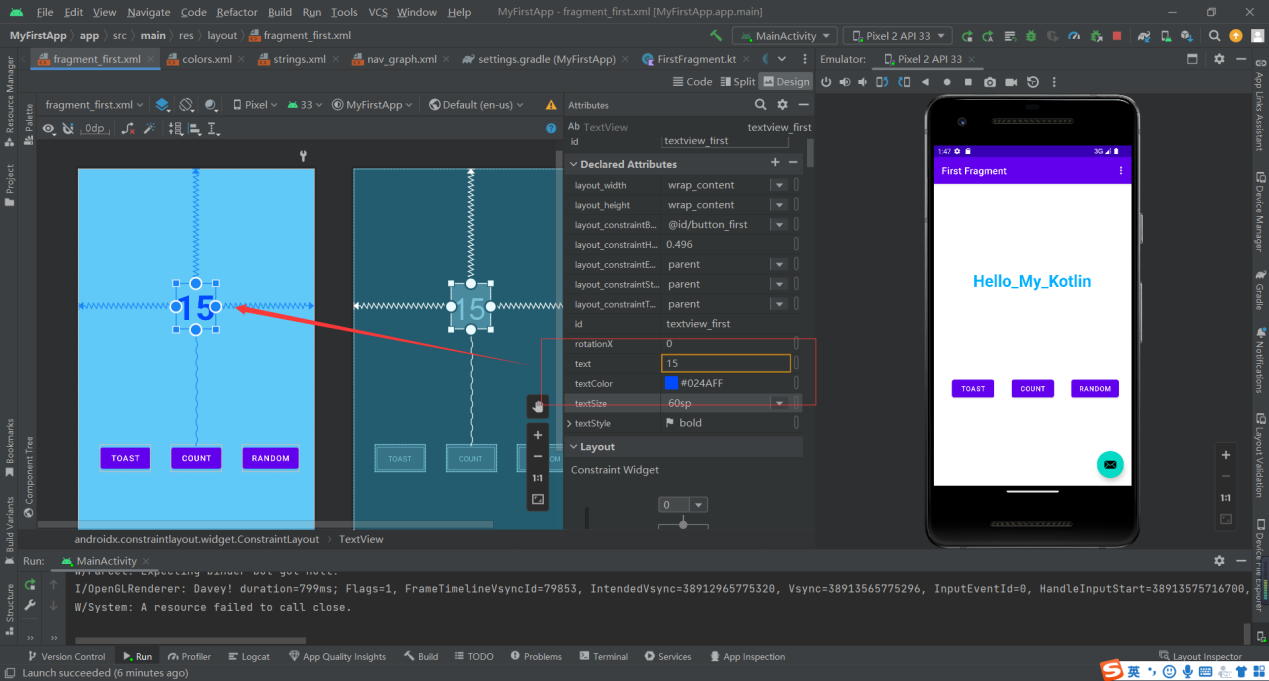 File Edit View Navigate Code Refactor Build Run Tools VCS Window Help MyFirstApp - fragment_first.xml [MyFirstApp.app.main]
MyFirstApp app src main res layout fragment_first.xml MainActivity Pixel 2 API 33
fragment_first.xml colors.xml strings.xml nav_graph.xml settings.gradle (MyFirstApp) FirstFragment.kt Emulator: Pixel 2 API 33
Code Split Design
fragment_first.xml Pixel 33 MyFirstApp Default (en-us) Attributes
0dp
Ab TextView textview_first
id textview_first
Declared Attributes
layout_width wrap_content
layout_height wrap_content
layout_constraintB... @id/button_first
layout_constraintH... 0.496
layout_constraintE... parent
layout_constraintSt... parent
layout_constraintT... parent
id textview_first
rotationX 0
text 15
textColor #024AFF
textSize 60sp
textStyle bold
Layout
Constraint Widget
0
15
TOAST COUNT RANDOM
15
TOAST COUNT OM
1:1
1:47 3G
First Fragment
Hello_My_Kotlin
TOAST COUNT RANDOM
1:1
androidx.constraintlayout.widget.ConstraintLayout TextView
Resource Manager
Project
Bookmarks
Build Variants
Structure
Palette
Component Tree
App Links Assistant
Device Manager
Gradle
Notifications
Layout Validation
Device File Explorer
Run: MainActivity
W/Parcel: Expecting binder but got null!
I/OpenGLRenderer: Davey! duration=799ms; Flags=1, FrameTimelineVsyncId=79853, IntendedVsync=38912965775320, Vsync=38913565775296, InputEventId=0, HandleInputStart=38913575716700,
W/System: A resource failed to call close.
Version Control Run Profiler Logcat App Quality Insights Build TODO Problems Terminal Services App Inspection Layout Inspector
Launch succeeded (6 minutes ago)
S 英